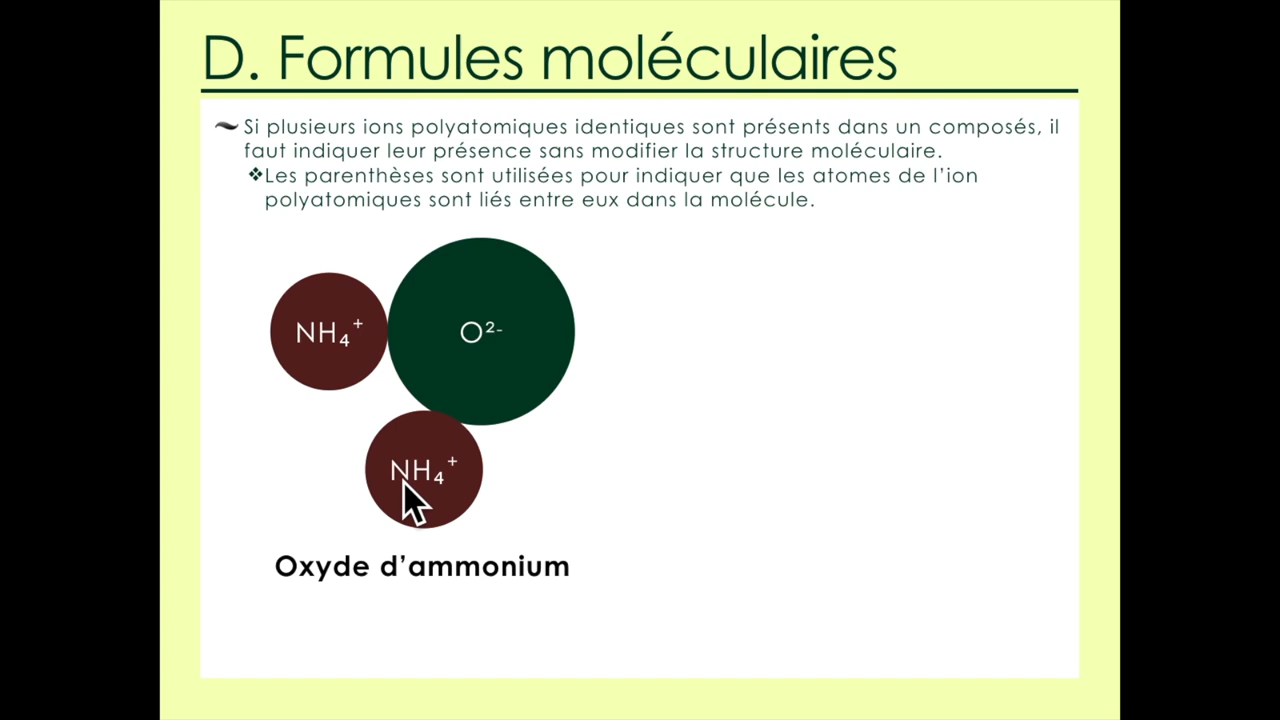 D. Formules moléculaires
Si plusieurs ions polyatomiques identiques sont présents dans un composés, il
faut indiquer leur présence sans modifier la structure moléculaire.
❖Les parenthèses sont utilisées pour indiquer que les atomes de l’ion
polyatomiques sont liés entre eux dans la molécule.
NH₄⁺
O²⁻
NH₄⁺
Oxyde d’ammonium